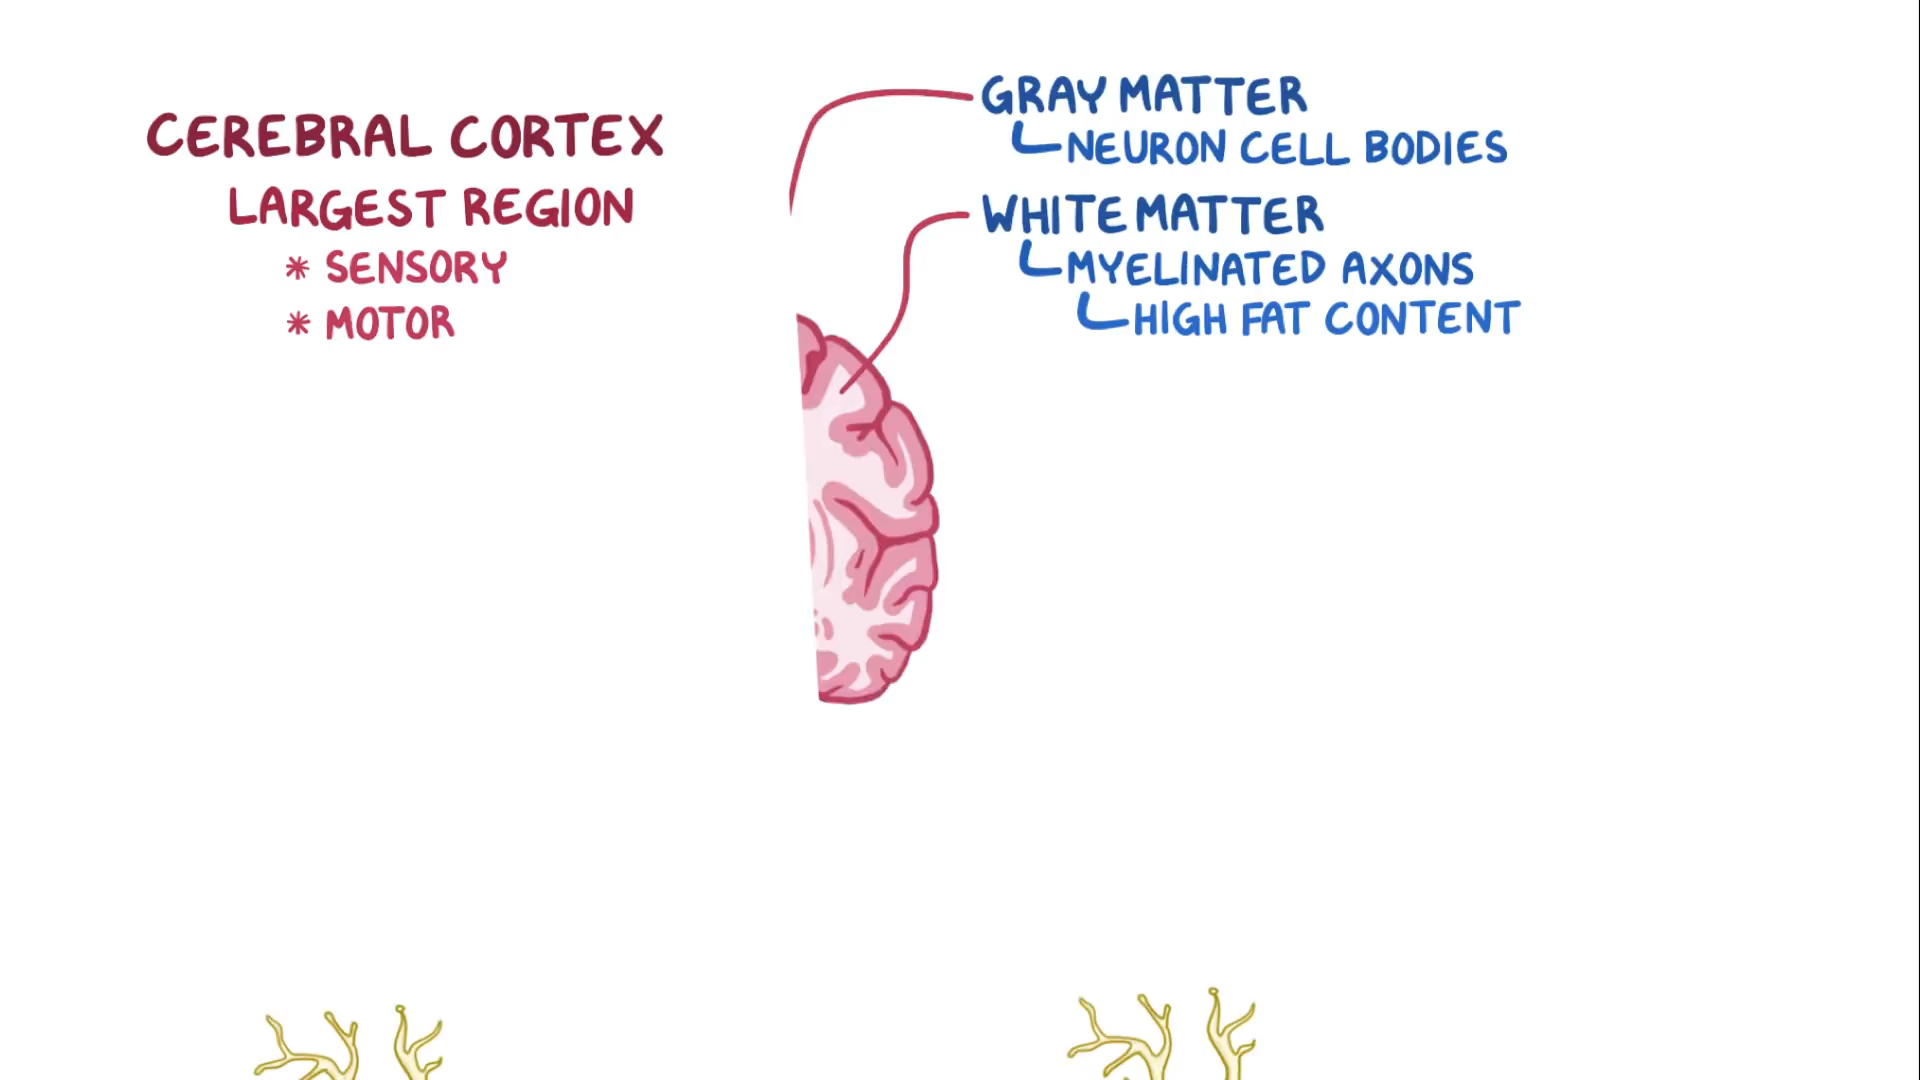 CEREBRAL CORTEX
LARGEST REGION
* SENSORY
* MOTOR
GRAY MATTER
NEURON CELL BODIES
WHITE MATTER
MYELINATED AXONS
HIGH FAT CONTENT